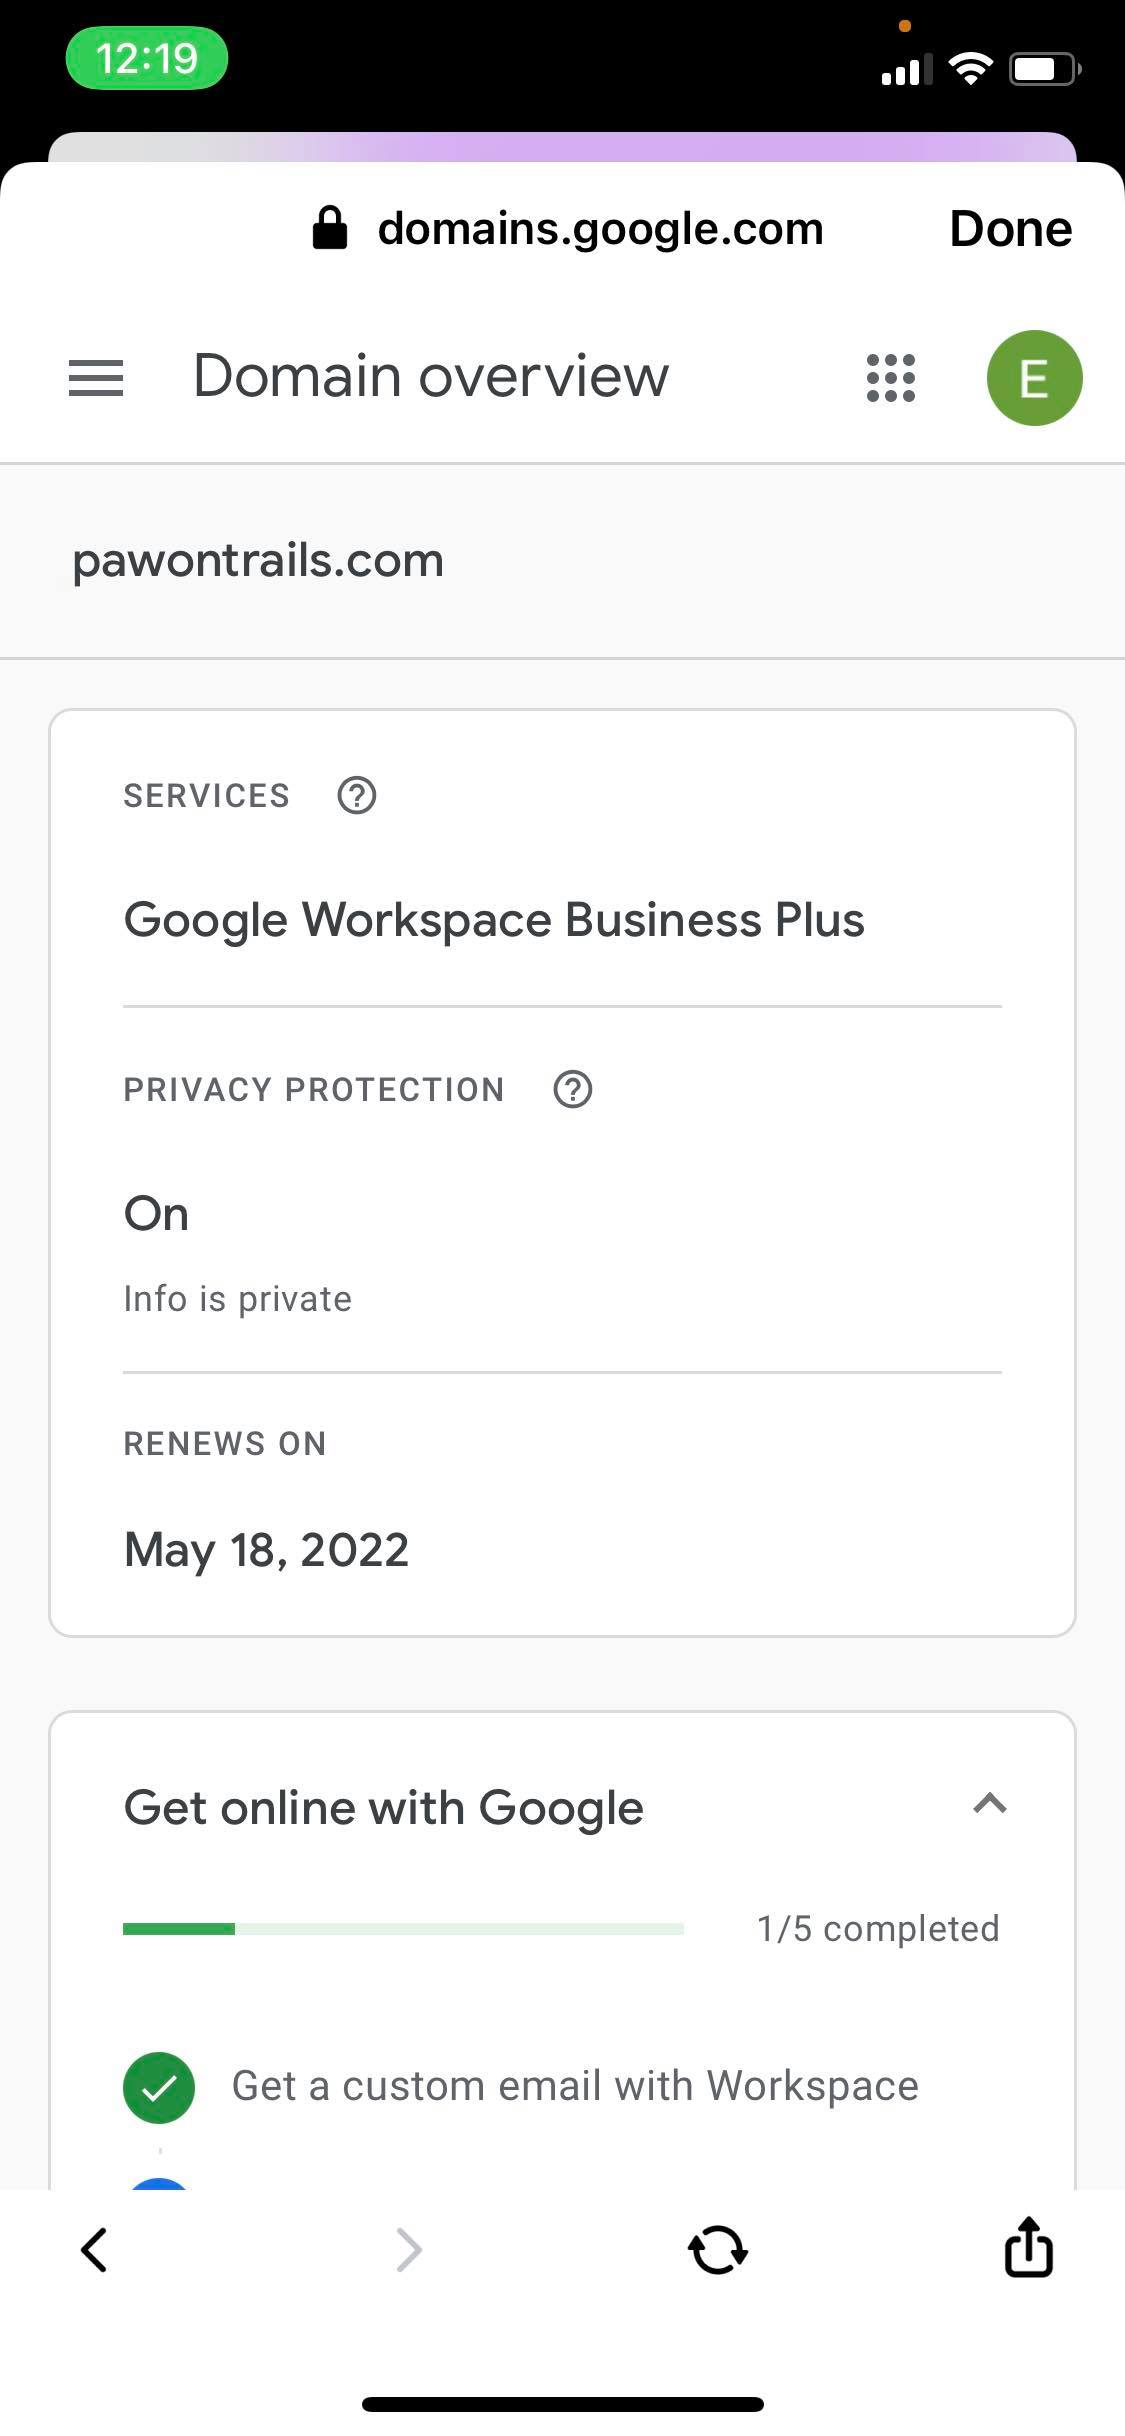 12:19
domains.google.com
Done
Domain overview
E
pawontrails.com
SERVICES
Google Workspace Business Plus
PRIVACY PROTECTION
On
Info is private
RENEWS ON
May 18, 2022
Get online with Google
1/5 completed
Get a custom email with Workspace